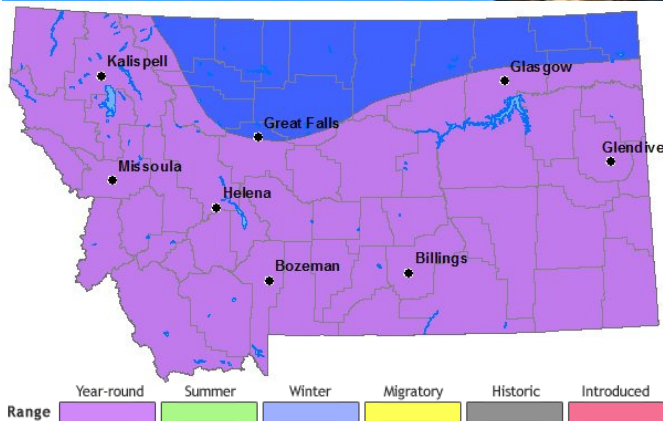 Kalispell
Glasgow
Great Falls
Glendive
Missoula
Helena
Bozeman
Billings
Year-round Summer Winter Migratory Historic Introduced
Range